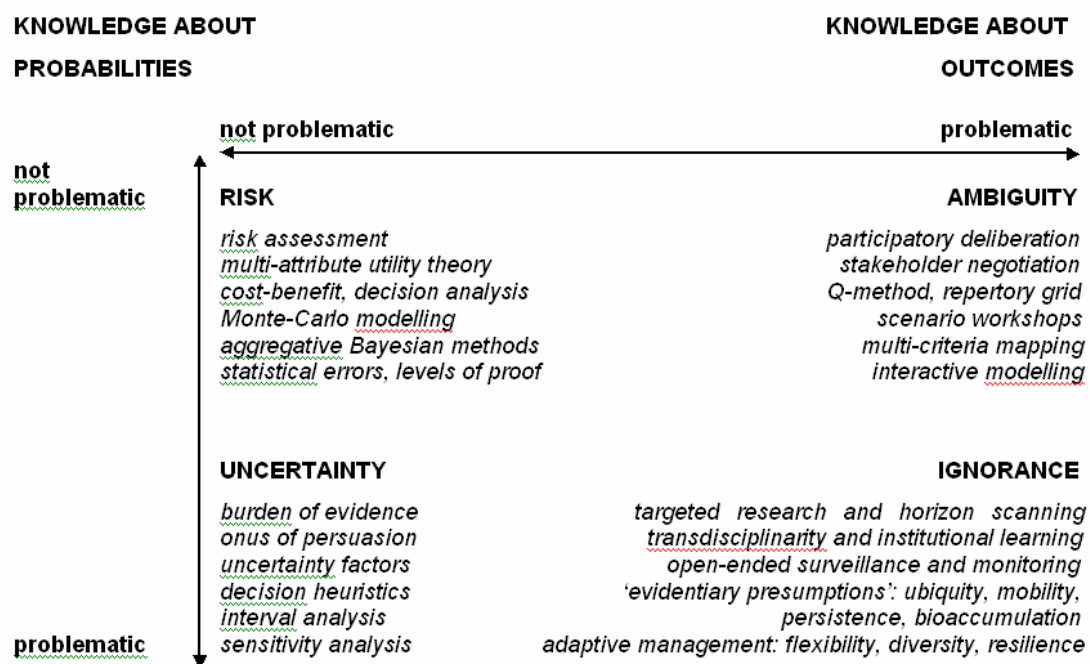 KNOWLEDGE ABOUT
PROBABILITIES
KNOWLEDGE ABOUT
OUTCOMES
not problematic
problematic
not
problematic
RISK
risk assessment
multi-attribute utility theory
cost-benefit, decision analysis
Monte-Carlo modelling
aggregative Bayesian methods
statistical errors, levels of proof
AMBIGUITY
participatory deliberation
stakeholder negotiation
Q-method, repertory grid
scenario workshops
multi-criteria mapping
interactive modelling
UNCERTAINTY
burden of evidence
onus of persuasion
uncertainty factors
decision heuristics
interval analysis
sensitivity analysis
IGNORANCE
targeted research and horizon scanning
transdisciplinarity and institutional learning
open-ended surveillance and monitoring
‘evidentiary presumptions’: ubiquity, mobility,
persistence, bioaccumulation
adaptive management: flexibility, diversity, resilience
problematic